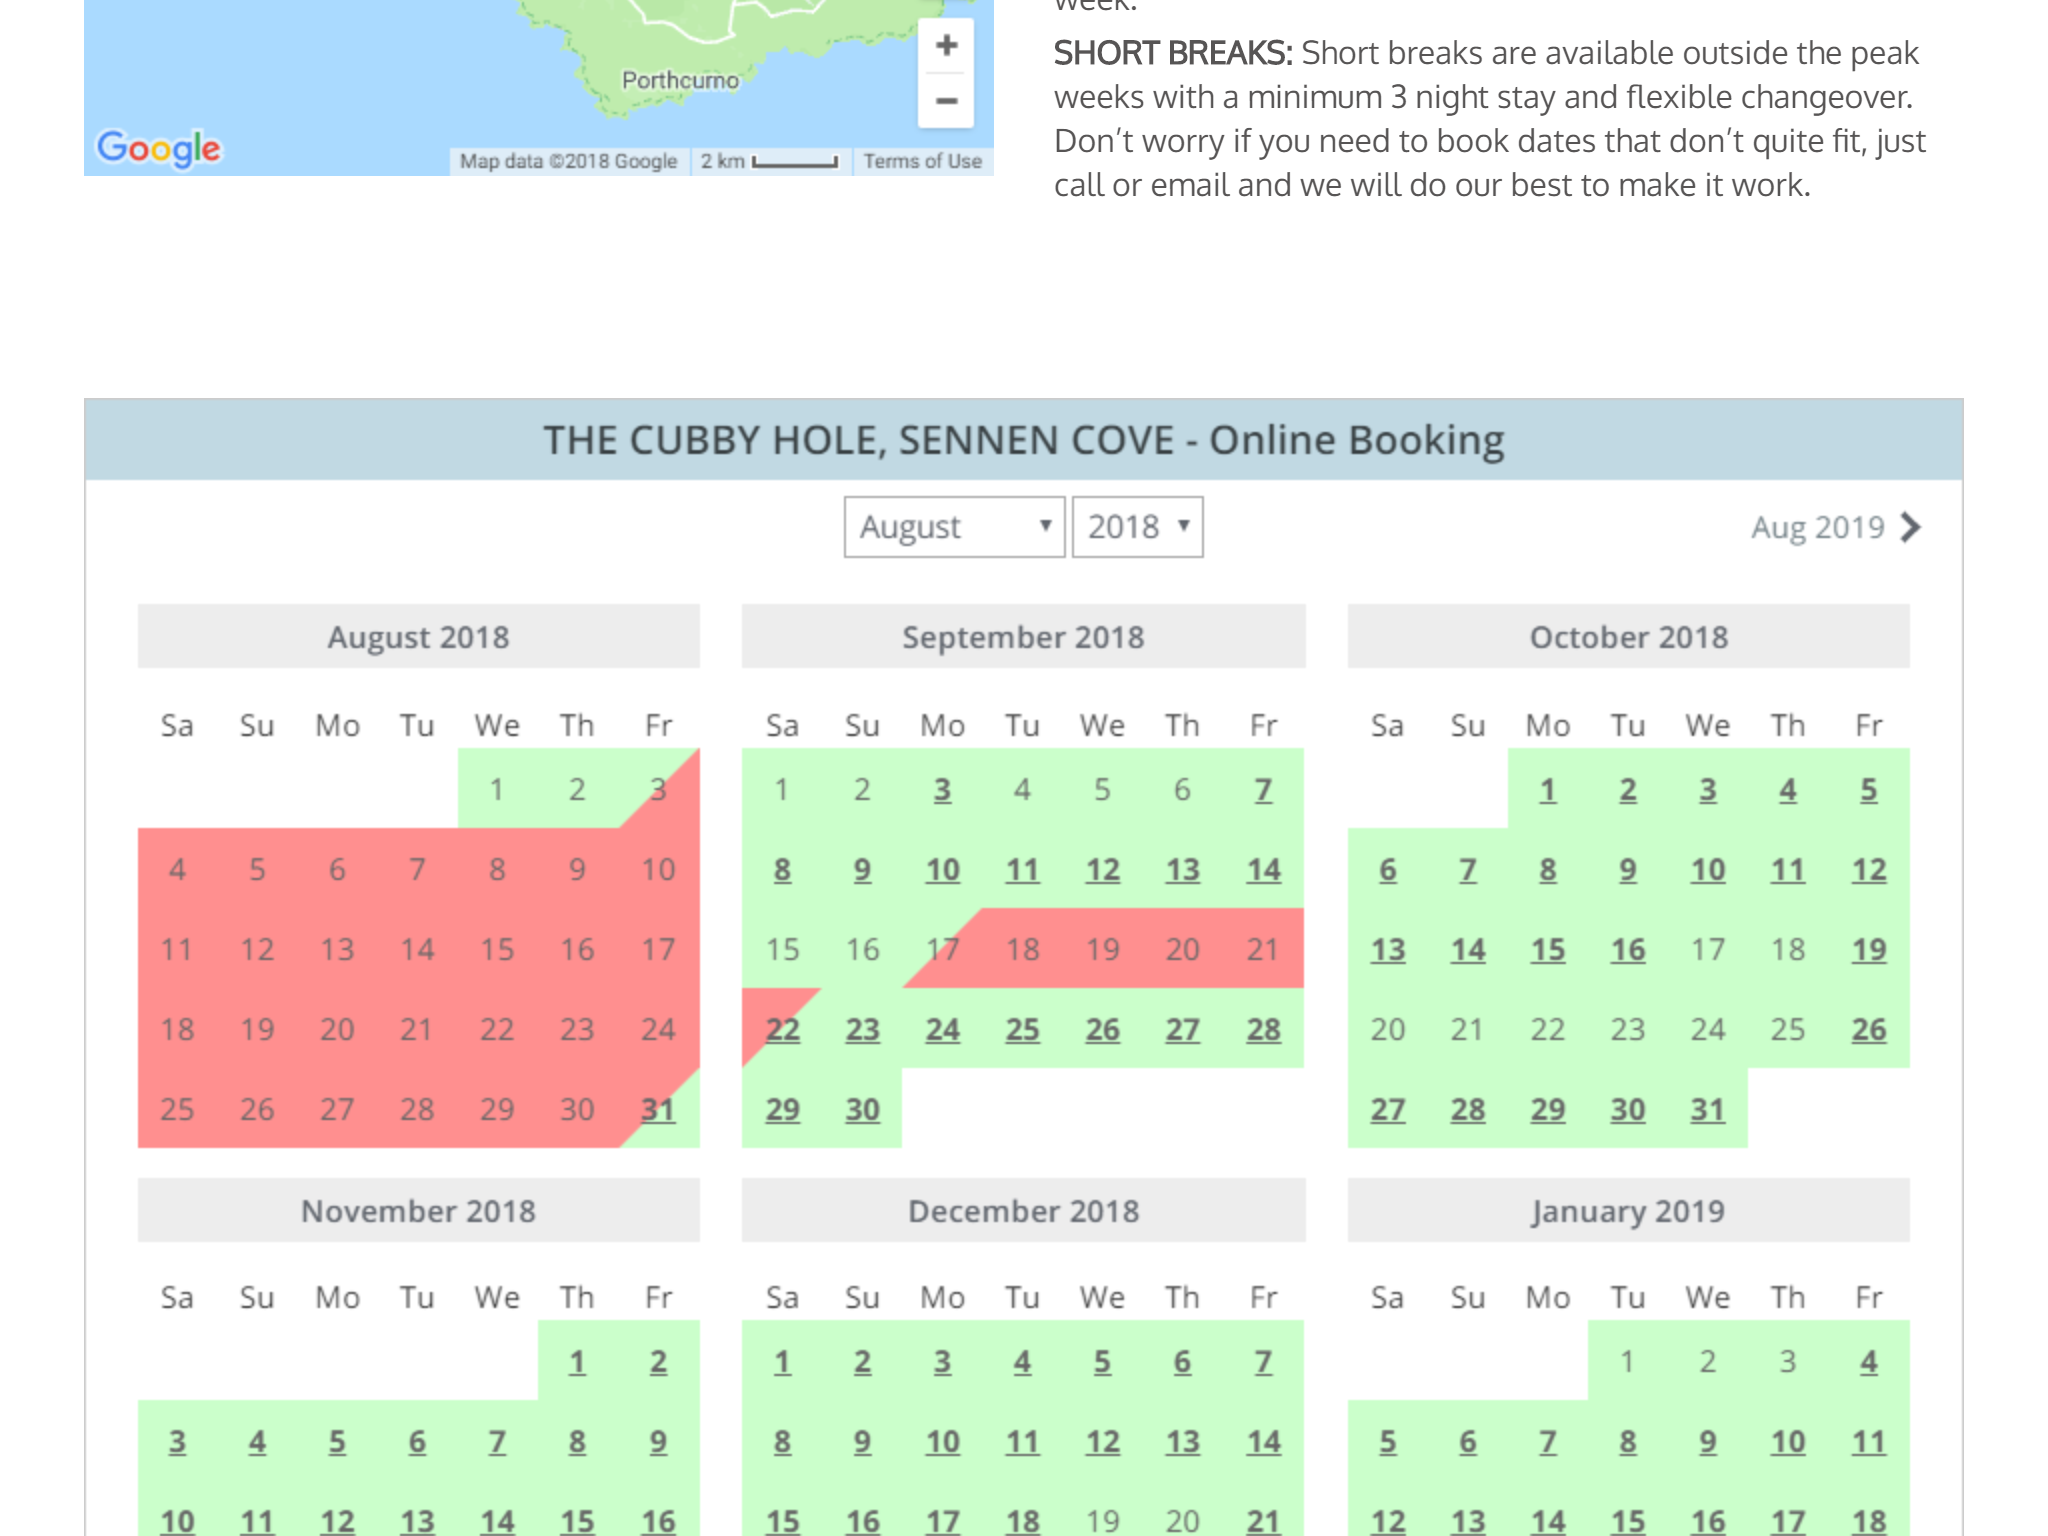 week.
SHORT BREAKS: Short breaks are available outside the peak
weeks with a minimum 3 night stay and flexible changeover.
Don't worry if you need to book dates that don't quite fit, just
call or email and we will do our best to make it work.
Porthcurno
+
−
Google
Map data ©2018 Google 2 km Terms of Use
THE CUBBY HOLE, SENNEN COVE - Online Booking
August 2018 Aug 2019
August 2018
Sa Su Mo Tu We Th Fr
1 2 3
4 5 6 7 8 9 10
11 12 13 14 15 16 17
18 19 20 21 22 23 24
25 26 27 28 29 30 31
September 2018
Sa Su Mo Tu We Th Fr
1 2 3 4 5 6 7
8 9 10 11 12 13 14
15 16 17 18 19 20 21
22 23 24 25 26 27 28
29 30
October 2018
Sa Su Mo Tu We Th Fr
1 2 3 4 5
6 7 8 9 10 11 12
13 14 15 16 17 18 19
20 21 22 23 24 25 26
27 28 29 30 31
November 2018
Sa Su Mo Tu We Th Fr
1 2
3 4 5 6 7 8 9
10 11 12 13 14 15 16
December 2018
Sa Su Mo Tu We Th Fr
1 2 3 4 5 6 7
8 9 10 11 12 13 14
15 16 17 18 19 20 21
January 2019
Sa Su Mo Tu We Th Fr
1 2 3 4
5 6 7 8 9 10 11
12 13 14 15 16 17 18